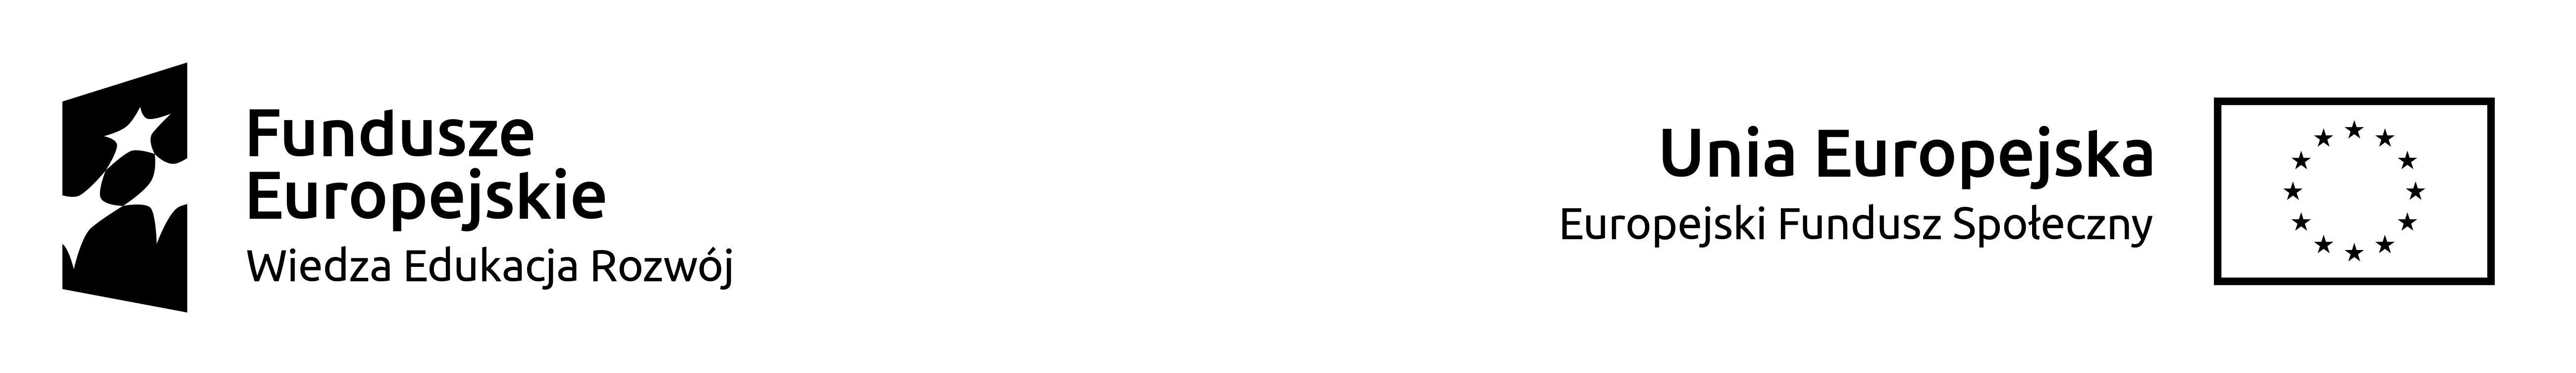 Fundusze
Europejskie
Wiedza Edukacja Rozwój
Unia Europejska
Europejski Fundusz Społeczny